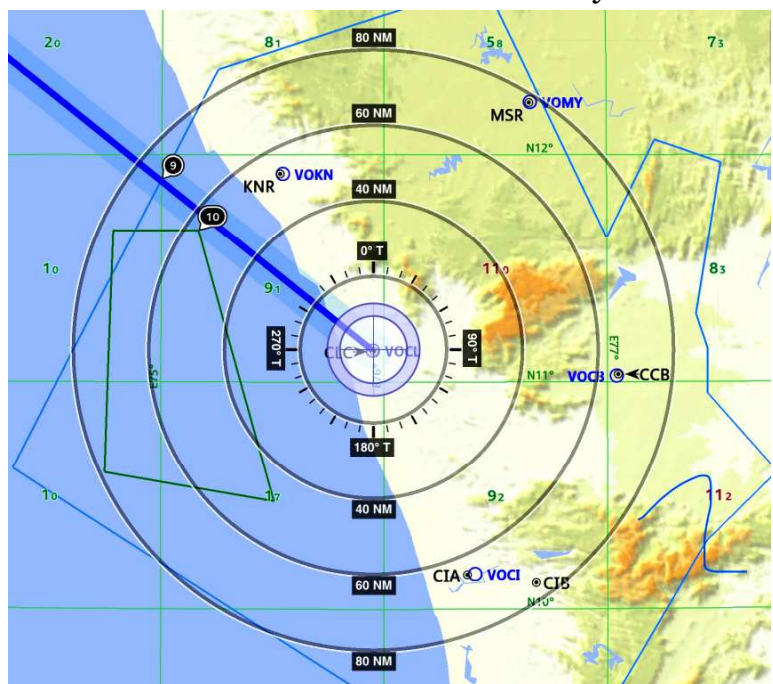 20
81
80 NM
58
73
MSR
VOMY
60 NM
9
N12°
KNR
VOKN
40 NM
10
0° T
10
91
110
83
270° T
CLC
VOCL
90° T
E77°
E75°
N11°
VOCB
CCB
180° T
10
17
40 NM
92
112
60 NM
CIA
VOCI
CIB
N10°
80 NM